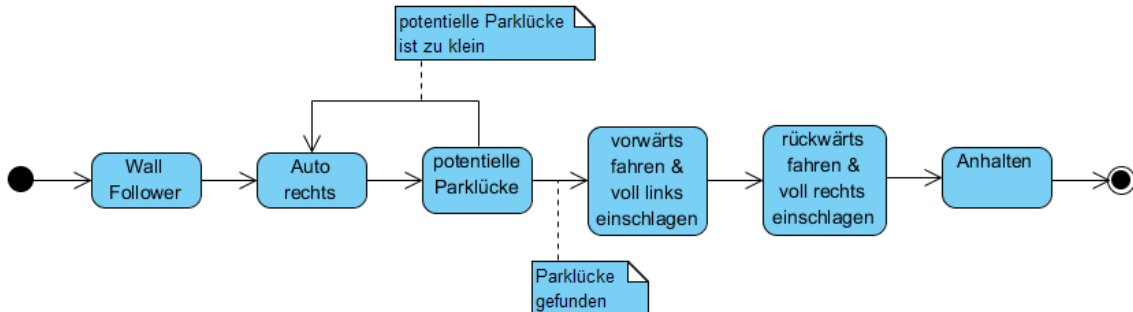 potentielle Parklücke
ist zu klein
Wall
Follower
Auto
rechts
potentielle
Parklücke
vorwärts
fahren &
voll links
einschlagen
rückwärts
fahren &
voll rechts
einschlagen
Anhalten
Parklücke
gefunden